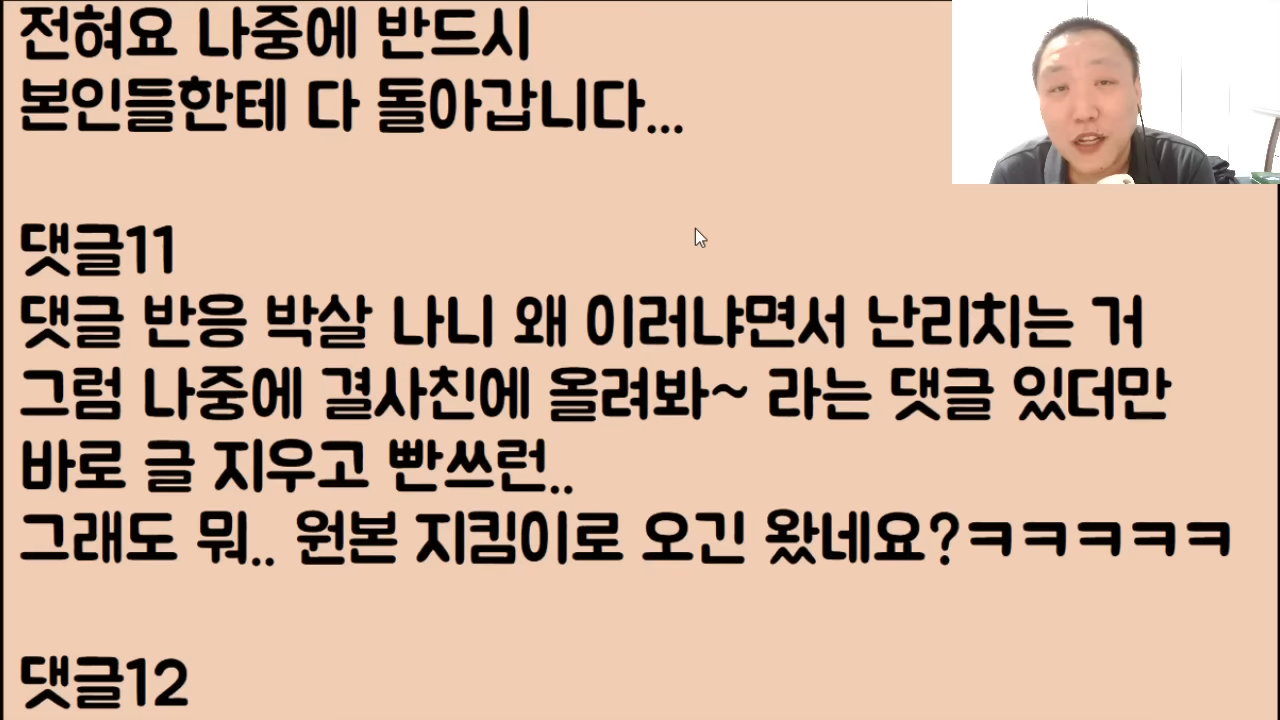 전혀요 나중에 반드시
본인들한테 다 돌아갑니다...
댓글11
댓글 반응 박살 나니 왜 이러냐면서 난리치는 거
그럼 나중에 결사친에 올려봐~ 라는 댓글 있더만
바로 글 지우고 빤쓰런..
그래도 뭐.. 원본 지킴이로 오긴 왔네요?ㅋㅋㅋㅋㅋ
댓글12